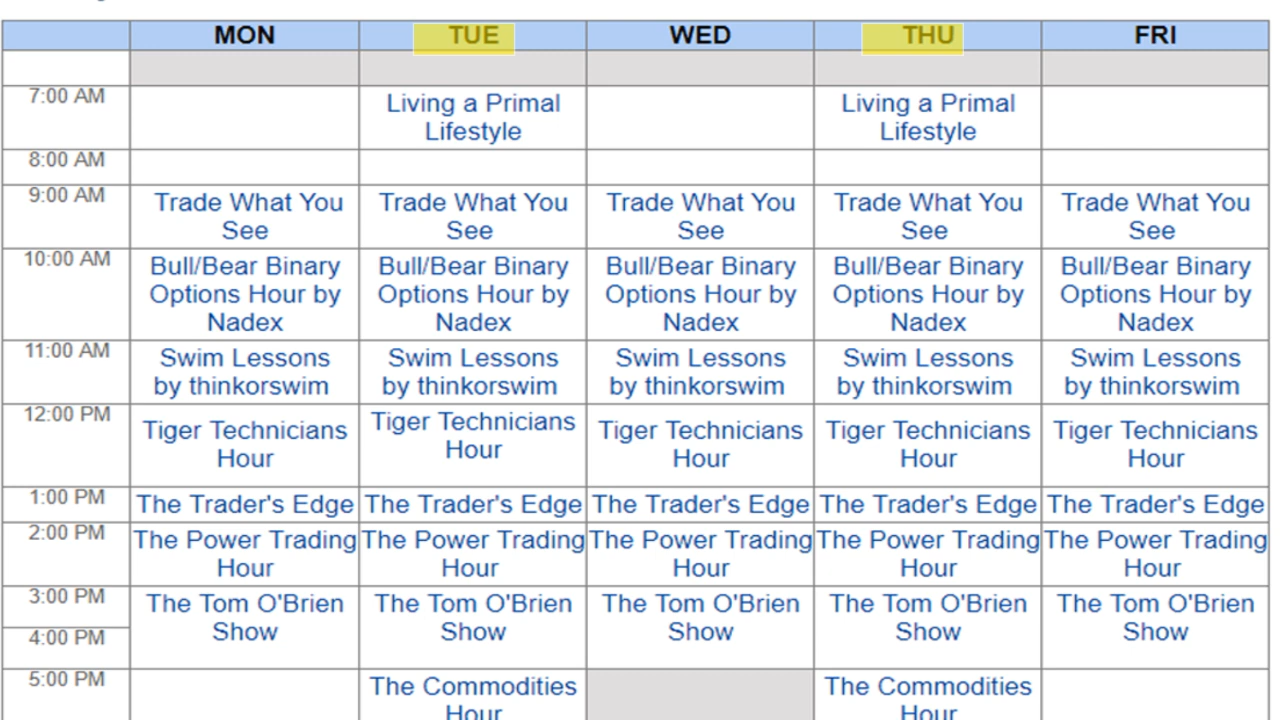 MON TUE WED THU FRI
7:00 AM
Living a Primal Living a Primal
Lifestyle Lifestyle
8:00 AM
9:00 AM
Trade What You Trade What You Trade What You Trade What You Trade What You
See See See See See
10:00 AM
Bull/Bear Binary Bull/Bear Binary Bull/Bear Binary Bull/Bear Binary Bull/Bear Binary
Options Hour by Options Hour by Options Hour by Options Hour by Options Hour by
Nadex Nadex Nadex Nadex Nadex
11:00 AM
Swim Lessons Swim Lessons Swim Lessons Swim Lessons Swim Lessons
by thinkorswim by thinkorswim by thinkorswim by thinkorswim by thinkorswim
12:00 PM
Tiger Technicians Tiger Technicians Tiger Technicians Tiger Technicians Tiger Technicians
Hour Hour Hour Hour Hour
1:00 PM
The Trader's Edge The Trader's Edge The Trader's Edge The Trader's Edge The Trader's Edge
2:00 PM
The Power Trading The Power Trading The Power Trading The Power Trading The Power Trading
Hour Hour Hour Hour Hour
3:00 PM
The Tom O'Brien The Tom O'Brien The Tom O'Brien The Tom O'Brien The Tom O'Brien
Show Show Show Show Show
4:00 PM
5:00 PM
The Commodities The Commodities
Hour Hour